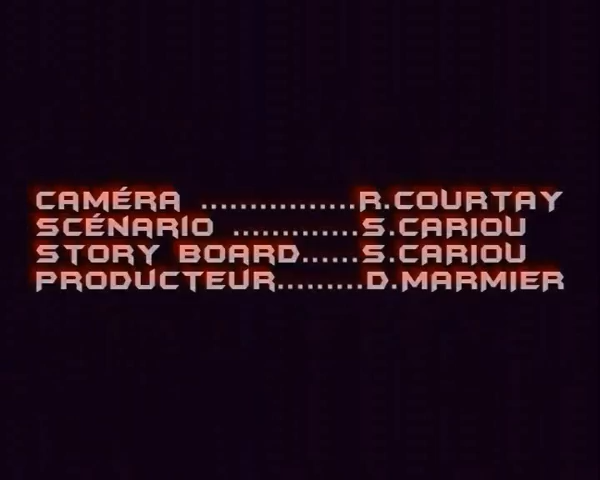 CAMÉRA ................R.COURTAY
SCÉNARIO .............S.CARIOU
STORY BOARD......S.CARIOU
PRODUCTEUR.........D.MARMIER